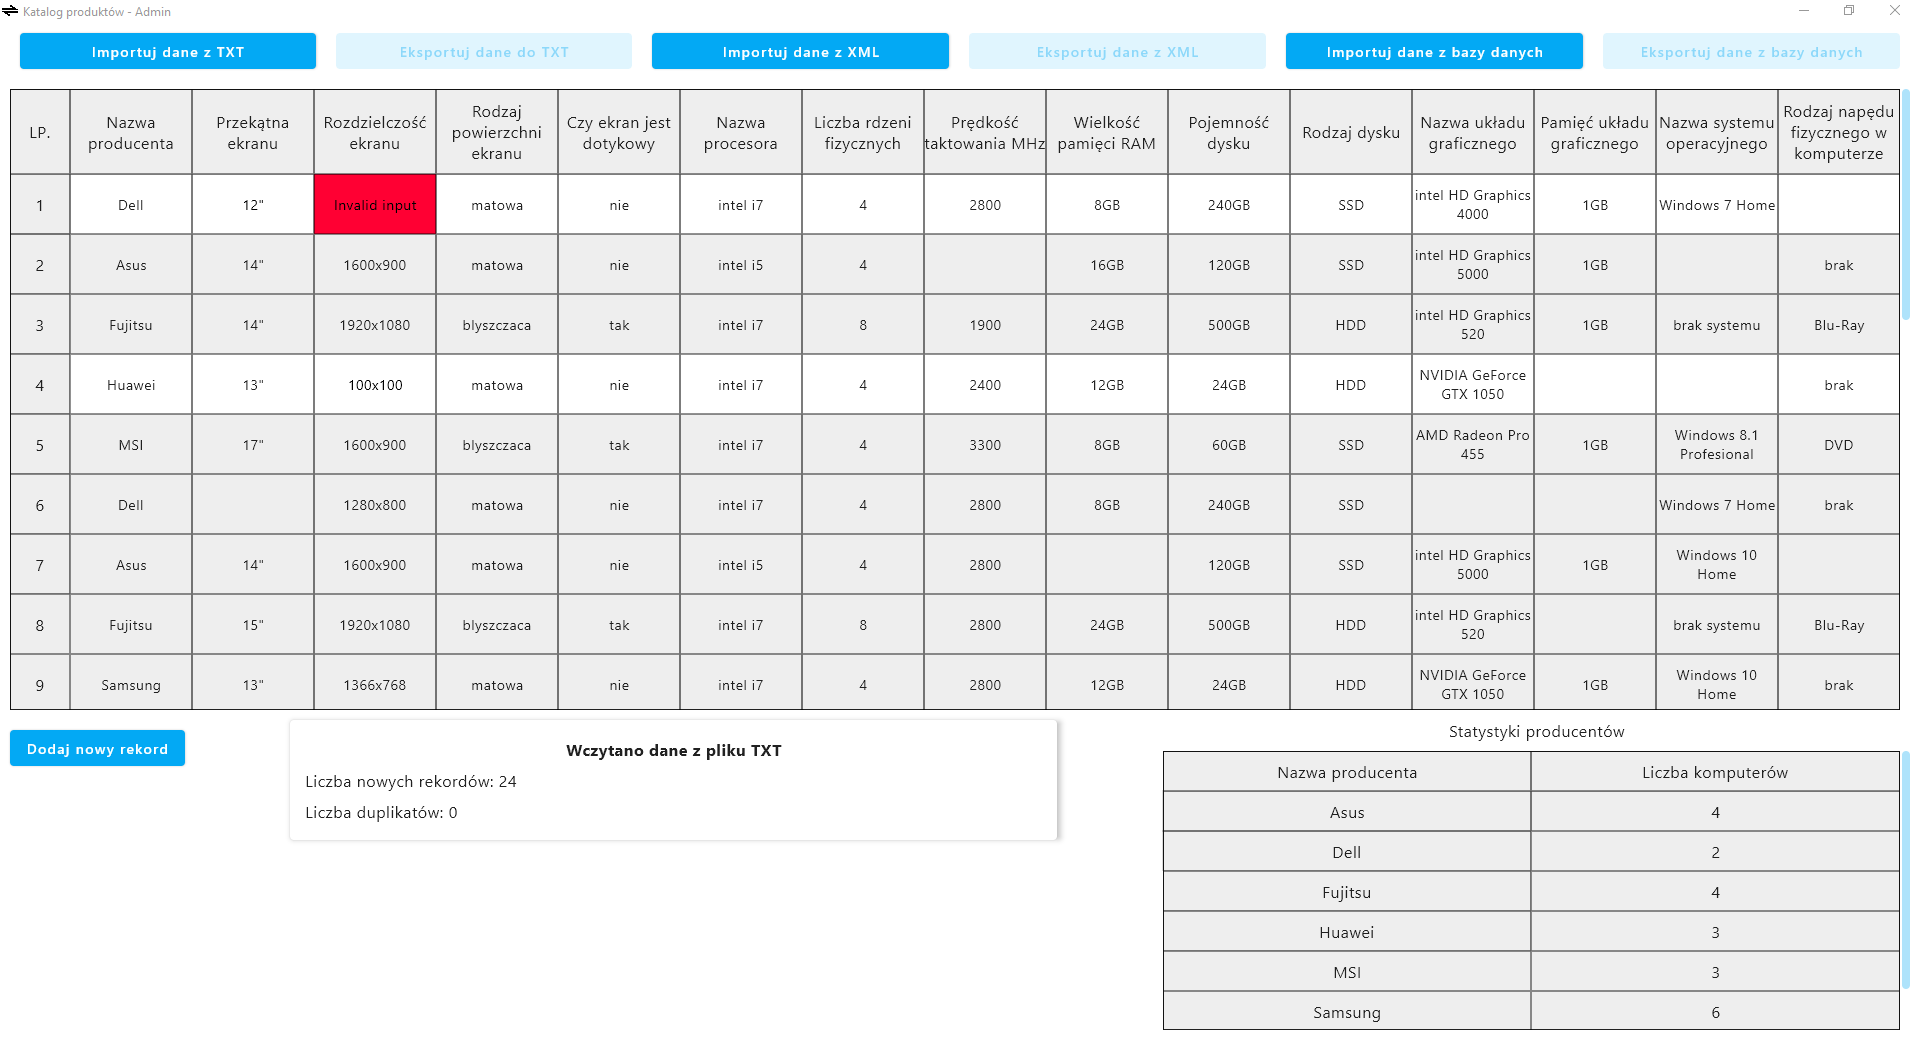 Katalog produktów - Admin
Importuj dane z TXT Eksportuj dane do TXT Importuj dane z XML Eksportuj dane z XML Importuj dane z bazy danych Eksportuj dane z bazy danych
LP. Nazwa producenta Przekątna ekranu Rozdzielczość ekranu Rodzaj powierzchni ekranu Czy ekran jest dotykowy Nazwa procesora Liczba rdzeni fizycznych Prędkość taktowania MHz Wielkość pamięci RAM Pojemność dysku Rodzaj dysku Nazwa układu graficznego Pamięć układu graficznego Nazwa systemu operacyjnego Rodzaj napędu fizycznego w komputerze
1 Dell 12" Invalid input matowa nie intel i7 4 2800 8GB 240GB SSD intel HD Graphics 4000 1GB Windows 7 Home
2 Asus 14" 1600x900 matowa nie intel i5 4 16GB 120GB SSD intel HD Graphics 5000 1GB brak
3 Fujitsu 14" 1920x1080 blyszczaca tak intel i7 8 1900 24GB 500GB HDD intel HD Graphics 520 1GB brak systemu Blu-Ray
4 Huawei 13" 100x100 matowa nie intel i7 4 2400 12GB 24GB HDD NVIDIA GeForce GTX 1050 brak
5 MSI 17" 1600x900 blyszczaca tak intel i7 4 3300 8GB 60GB SSD AMD Radeon Pro 455 1GB Windows 8.1 Profesional DVD
6 Dell 1280x800 matowa nie intel i7 4 2800 8GB 240GB SSD Windows 7 Home brak
7 Asus 14" 1600x900 matowa nie intel i5 4 2800 120GB SSD intel HD Graphics 5000 1GB Windows 10 Home
8 Fujitsu 15" 1920x1080 blyszczaca tak intel i7 8 2800 24GB 500GB HDD intel HD Graphics 520 brak systemu Blu-Ray
9 Samsung 13" 1366x768 matowa nie intel i7 4 2800 12GB 24GB HDD NVIDIA GeForce GTX 1050 1GB Windows 10 Home brak
Dodaj nowy rekord
Wczytano dane z pliku TXT
Liczba nowych rekordów: 24
Liczba duplikatów: 0
Statystyki producentów
Nazwa producenta Liczba komputerów
Asus 4
Dell 2
Fujitsu 4
Huawei 3
MSI 3
Samsung 6